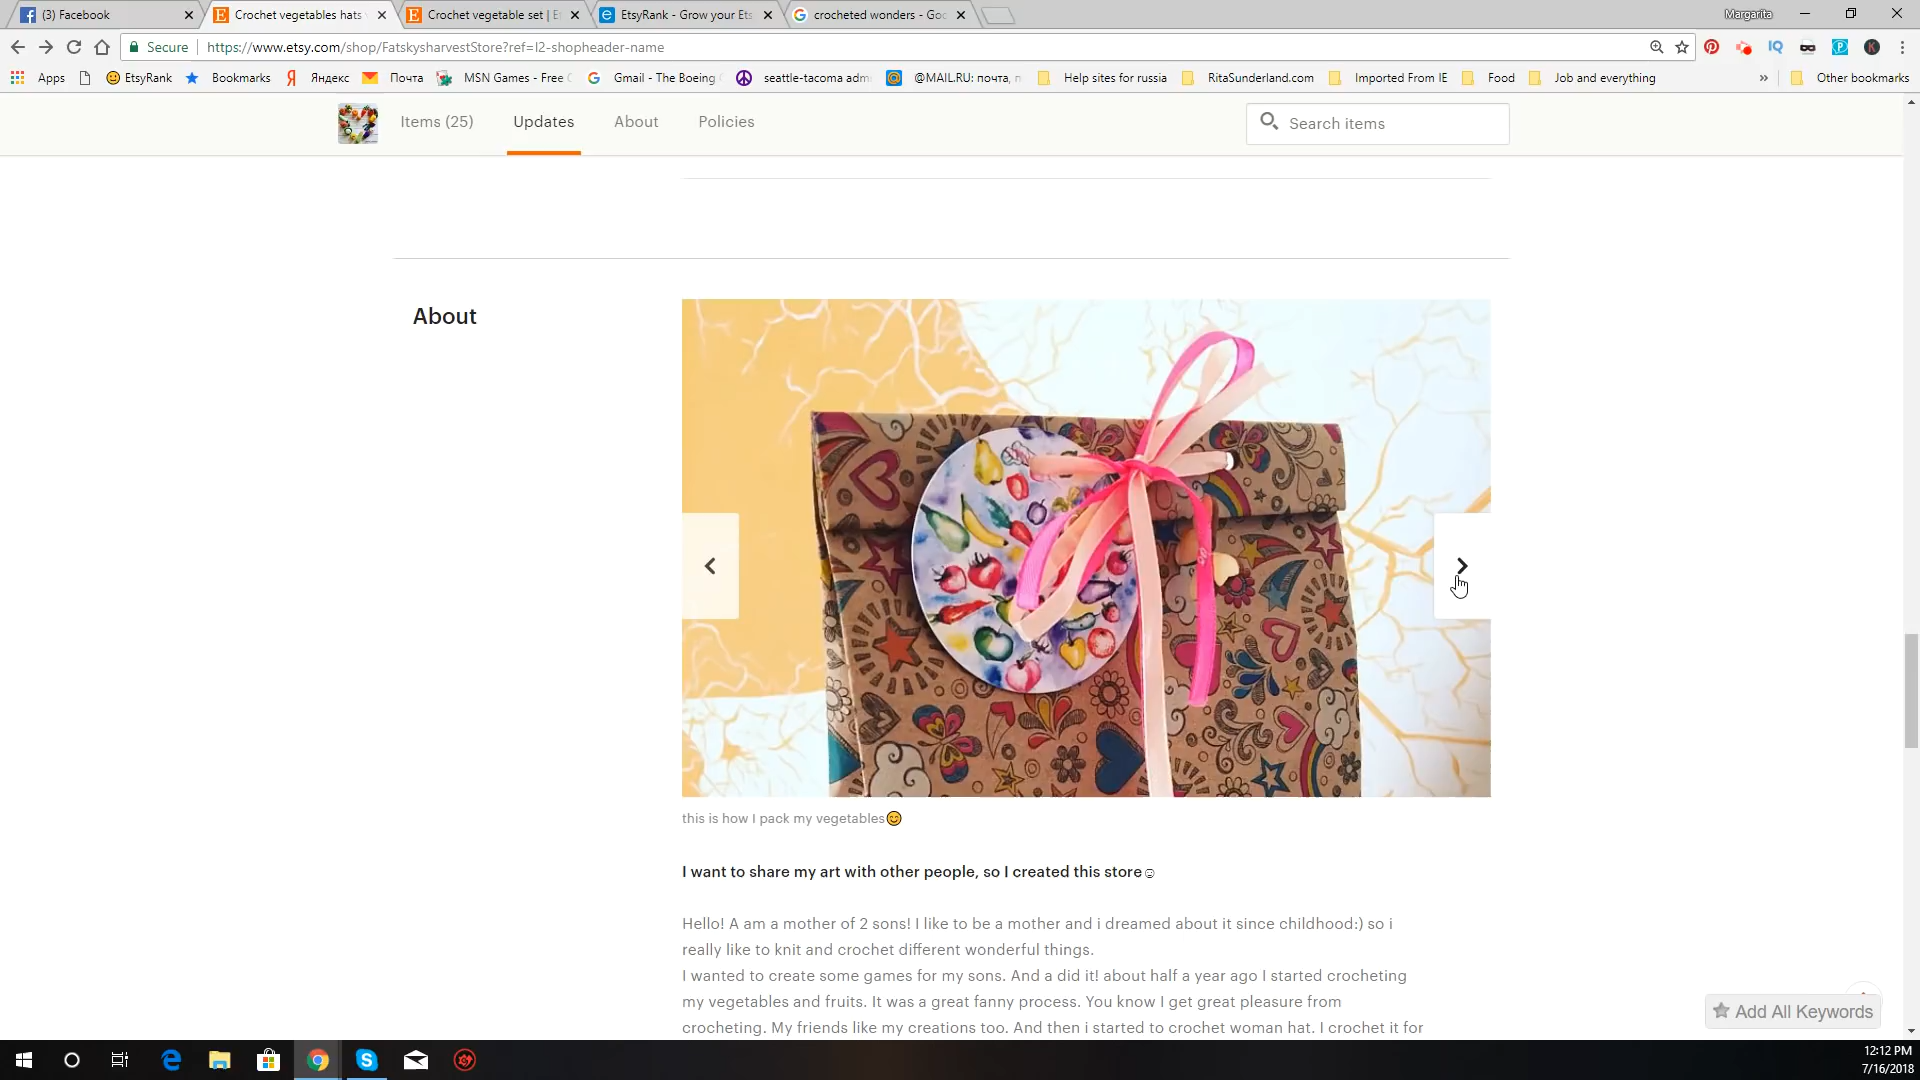 (3) Facebook
Crochet vegetables hats
Crochet vegetable set | E
EtsyRank - Grow your Ets
crocheted wonders - Goo
Margarita
Secure
https://www.etsy.com/shop/FatskysharvestStore?ref=l2-shopheader-name
Apps
EtsyRank
Bookmarks
Яндекс
Почта
MSN Games - Free
Gmail - The Boeing
seattle-tacoma adm
@MAIL.RU: почта,
Help sites for russia
RitaSunderland.com
Imported From IE
Food
Job and everything
»
Other bookmarks
Items (25)
Updates
About
Policies
Search items
About
this is how I pack my vegetables😊
I want to share my art with other people, so I created this store☺
Hello! A am a mother of 2 sons! I like to be a mother and i dreamed about it since childhood:) so i
really like to knit and crochet different wonderful things.
I wanted to create some games for my sons. And a did it! about half a year ago I started crocheting
my vegetables and fruits. It was a great fanny process. You know I get great pleasure from
crocheting. My friends like my creations too. And then i started to crochet woman hat. I crochet it for
Add All Keywords
12:12 PM
7/16/2018